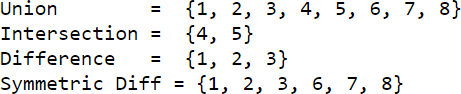 Union          =  {1, 2, 3, 4, 5, 6, 7, 8}
Intersection =  {4, 5}
Difference   =  {1, 2, 3}
Symmetric Diff = {1, 2, 3, 6, 7, 8}